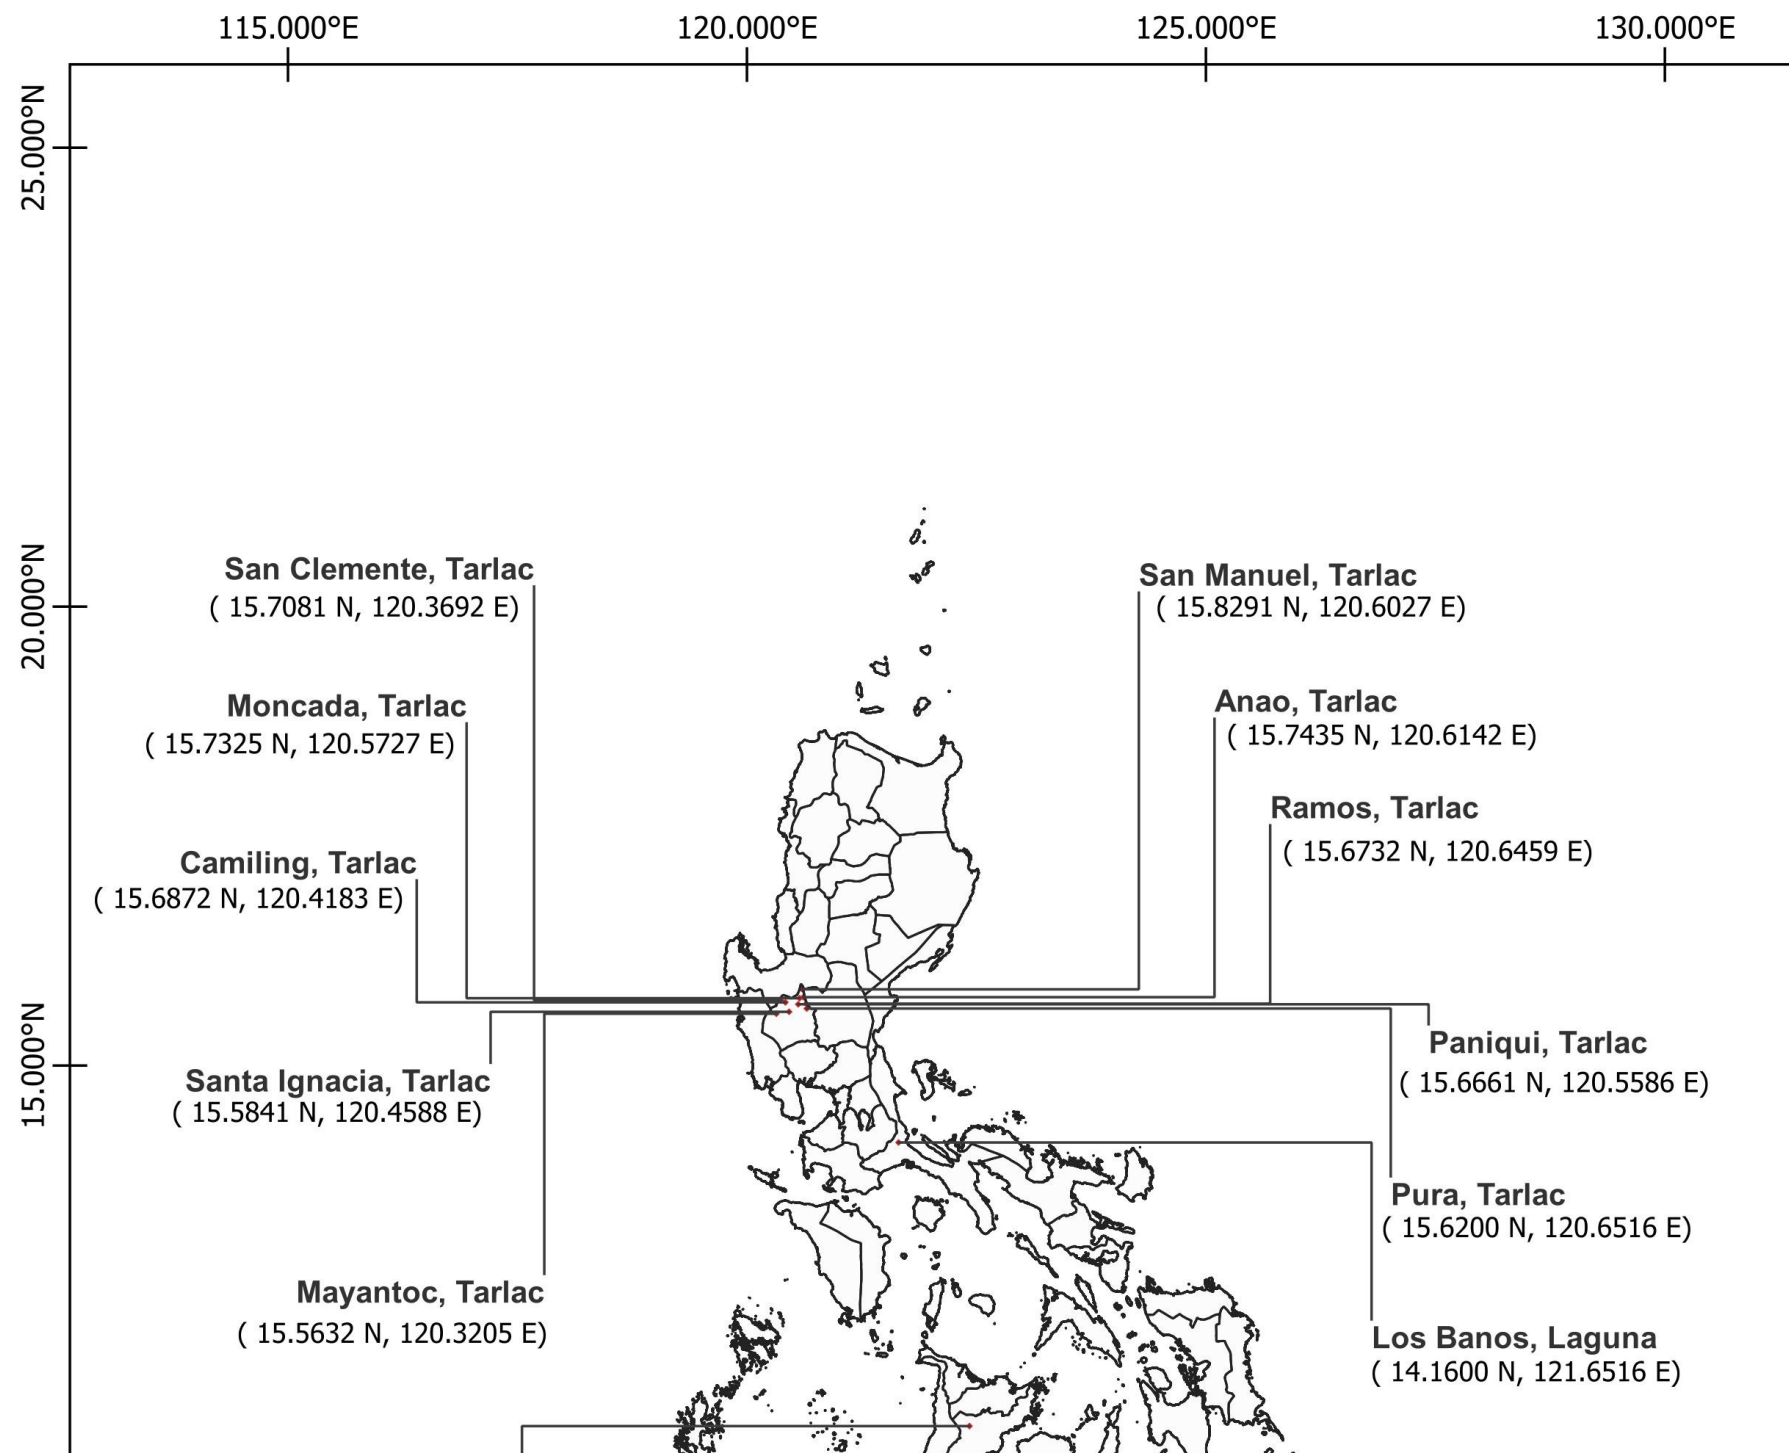 115.000°E
120.000°E
125.000°E
130.000°E
25.000°N
20.000°N
15.000°N
San Clemente, Tarlac
( 15.7081 N, 120.3692 E)
Moncada, Tarlac
( 15.7325 N, 120.5727 E)
Camiling, Tarlac
( 15.6872 N, 120.4183 E)
Santa Ignacia, Tarlac
( 15.5841 N, 120.4588 E)
Mayantoc, Tarlac
( 15.5632 N, 120.3205 E)
San Manuel, Tarlac
( 15.8291 N, 120.6027 E)
Anao, Tarlac
( 15.7435 N, 120.6142 E)
Ramos, Tarlac
( 15.6732 N, 120.6459 E)
Paniqui, Tarlac
( 15.6661 N, 120.5586 E)
Pura, Tarlac
( 15.6200 N, 120.6516 E)
Los Banos, Laguna
( 14.1600 N, 121.6516 E)